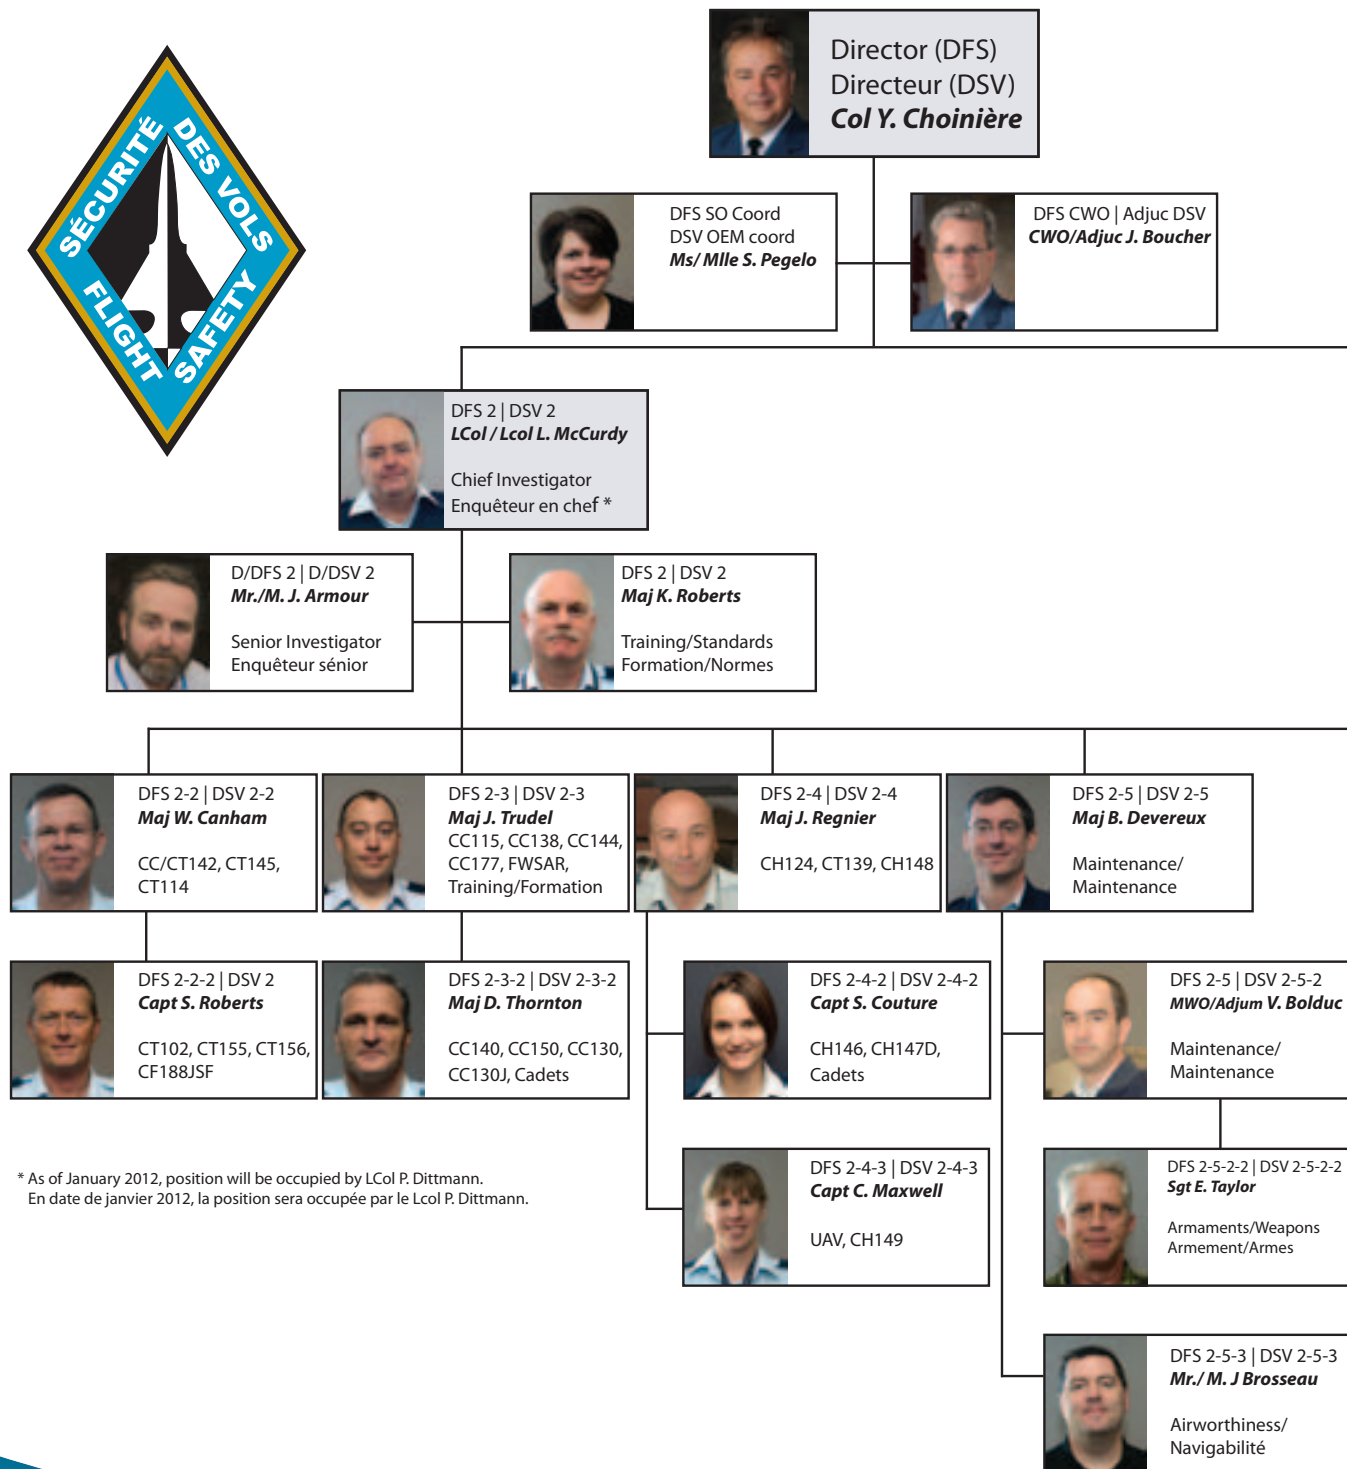 SÉCURITÉ
DES VOLS
FLIGHT
SAFETY
Director (DFS)
Directeur (DSV)
Col Y. Choinière
DFS SO Coord
DSV OEM coord
Ms/ Mlle S. Pegelo
DFS CWO | Adjuc DSV
CWO/Adjuc J. Boucher
DFS 2 | DSV 2
LCol / Lcol L. McCurdy
Chief Investigator
Enquêteur en chef *
D/DFS 2 | D/DSV 2
Mr./M. J. Armour
Senior Investigator
Enquêteur sénior
DFS 2 | DSV 2
Maj K. Roberts
Training/Standards
Formation/Normes
DFS 2-2 | DSV 2-2
Maj W. Canham
CC/CT142, CT145,
CT114
DFS 2-3 | DSV 2-3
Maj J. Trudel
CC115, CC138, CC144,
CC177, FWSAR,
Training/Formation
DFS 2-4 | DSV 2-4
Maj J. Regnier
CH124, CT139, CH148
DFS 2-5 | DSV 2-5
Maj B. Devereux
Maintenance/
Maintenance
DFS 2-2-2 | DSV 2
Capt S. Roberts
CT102, CT155, CT156,
CF188JSF
DFS 2-3-2 | DSV 2-3-2
Maj D. Thornton
CC140, CC150, CC130,
CC130J, Cadets
DFS 2-4-2 | DSV 2-4-2
Capt S. Couture
CH146, CH147D,
Cadets
DFS 2-5 | DSV 2-5-2
MWO/Adjum V. Bolduc
Maintenance/
Maintenance
* As of January 2012, position will be occupied by LCol P. Dittmann.
En date de janvier 2012, la position sera occupée par le Lcol P. Dittmann.
DFS 2-4-3 | DSV 2-4-3
Capt C. Maxwell
UAV, CH149
DFS 2-5-2-2 | DSV 2-5-2-2
Sgt E. Taylor
Armaments/Weapons
Armement/Armes
DFS 2-5-3 | DSV 2-5-3
Mr./ M. J Brosseau
Airworthiness/
Navigabilité